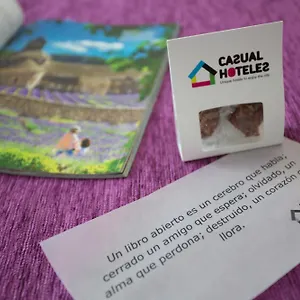 CASUAL
HOTELES
Un libro abierto es un cerebro que habla;
cerrado un amigo que espera; olvidado, un
alma que perdona; destruido, un corazón
llora.